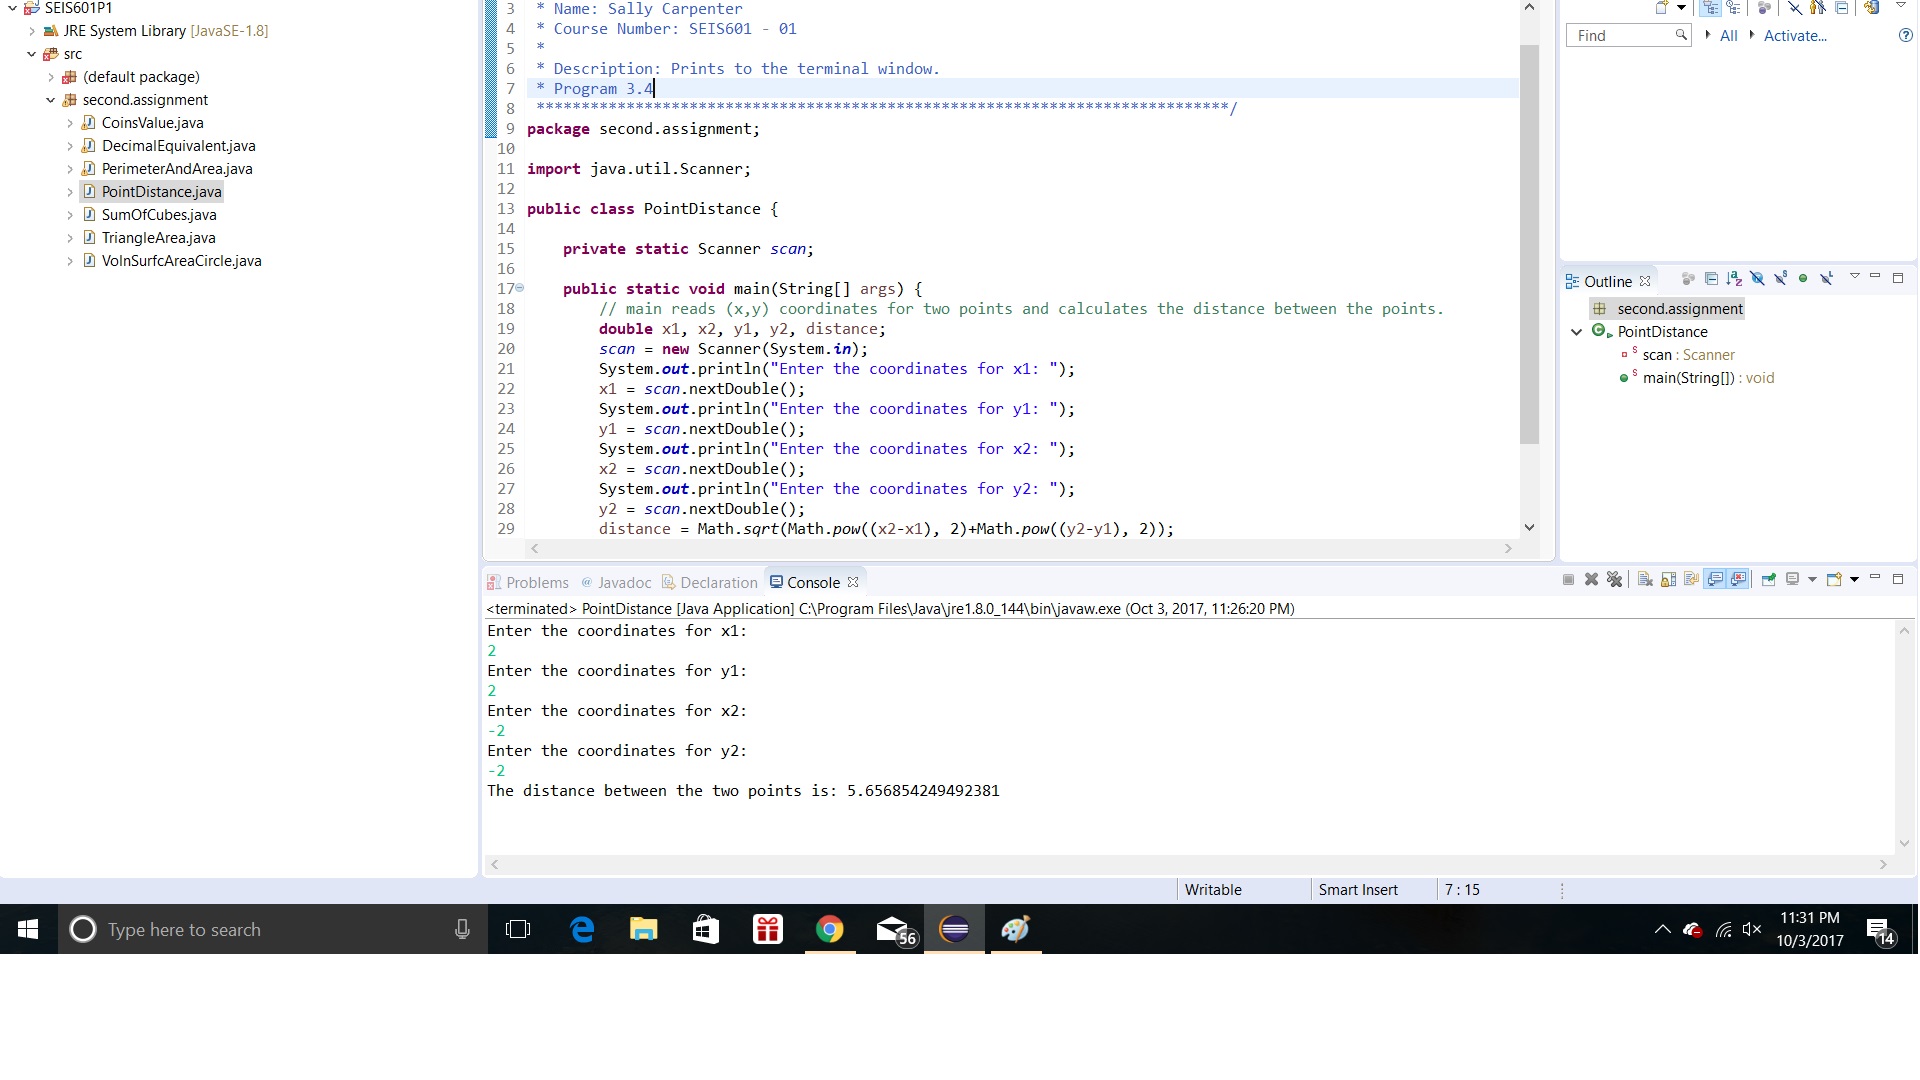 SEIS601P1
JRE System Library [JavaSE-1.8]
src
(default package)
second.assignment
CoinsValue.java
DecimalEquivalent.java
PerimeterAndArea.java
PointDistance.java
SumOfCubes.java
TriangleArea.java
VolnSurfcAreaCircle.java
3 * Name: Sally Carpenter
4 * Course Number: SEIS601 - 01
5 *
6 * Description: Prints to the terminal window.
7 * Program 3.4
8 *****************************************************************************/
9 package second.assignment;
10
11 import java.util.Scanner;
12
13 public class PointDistance {
14
15 private static Scanner scan;
16
17 public static void main(String[] args) {
18 // main reads (x,y) coordinates for two points and calculates the distance between the points.
19 double x1, x2, y1, y2, distance;
20 scan = new Scanner(System.in);
21 System.out.println("Enter the coordinates for x1: ");
22 x1 = scan.nextDouble();
23 System.out.println("Enter the coordinates for y1: ");
24 y1 = scan.nextDouble();
25 System.out.println("Enter the coordinates for x2: ");
26 x2 = scan.nextDouble();
27 System.out.println("Enter the coordinates for y2: ");
28 y2 = scan.nextDouble();
29 distance = Math.sqrt(Math.pow((x2-x1), 2)+Math.pow((y2-y1), 2));
Find All Activate...
Outline
second.assignment
PointDistance
scan : Scanner
main(String[]) : void
Problems @ Javadoc Declaration Console
<terminated> PointDistance [Java Application] C:\Program Files\Java\jre1.8.0_144\bin\javaw.exe (Oct 3, 2017, 11:26:20 PM)
Enter the coordinates for x1:
2
Enter the coordinates for y1:
2
Enter the coordinates for x2:
-2
Enter the coordinates for y2:
-2
The distance between the two points is: 5.656854249492381
Writable Smart Insert 7 : 15
Type here to search 56 11:31 PM
10/3/2017 14